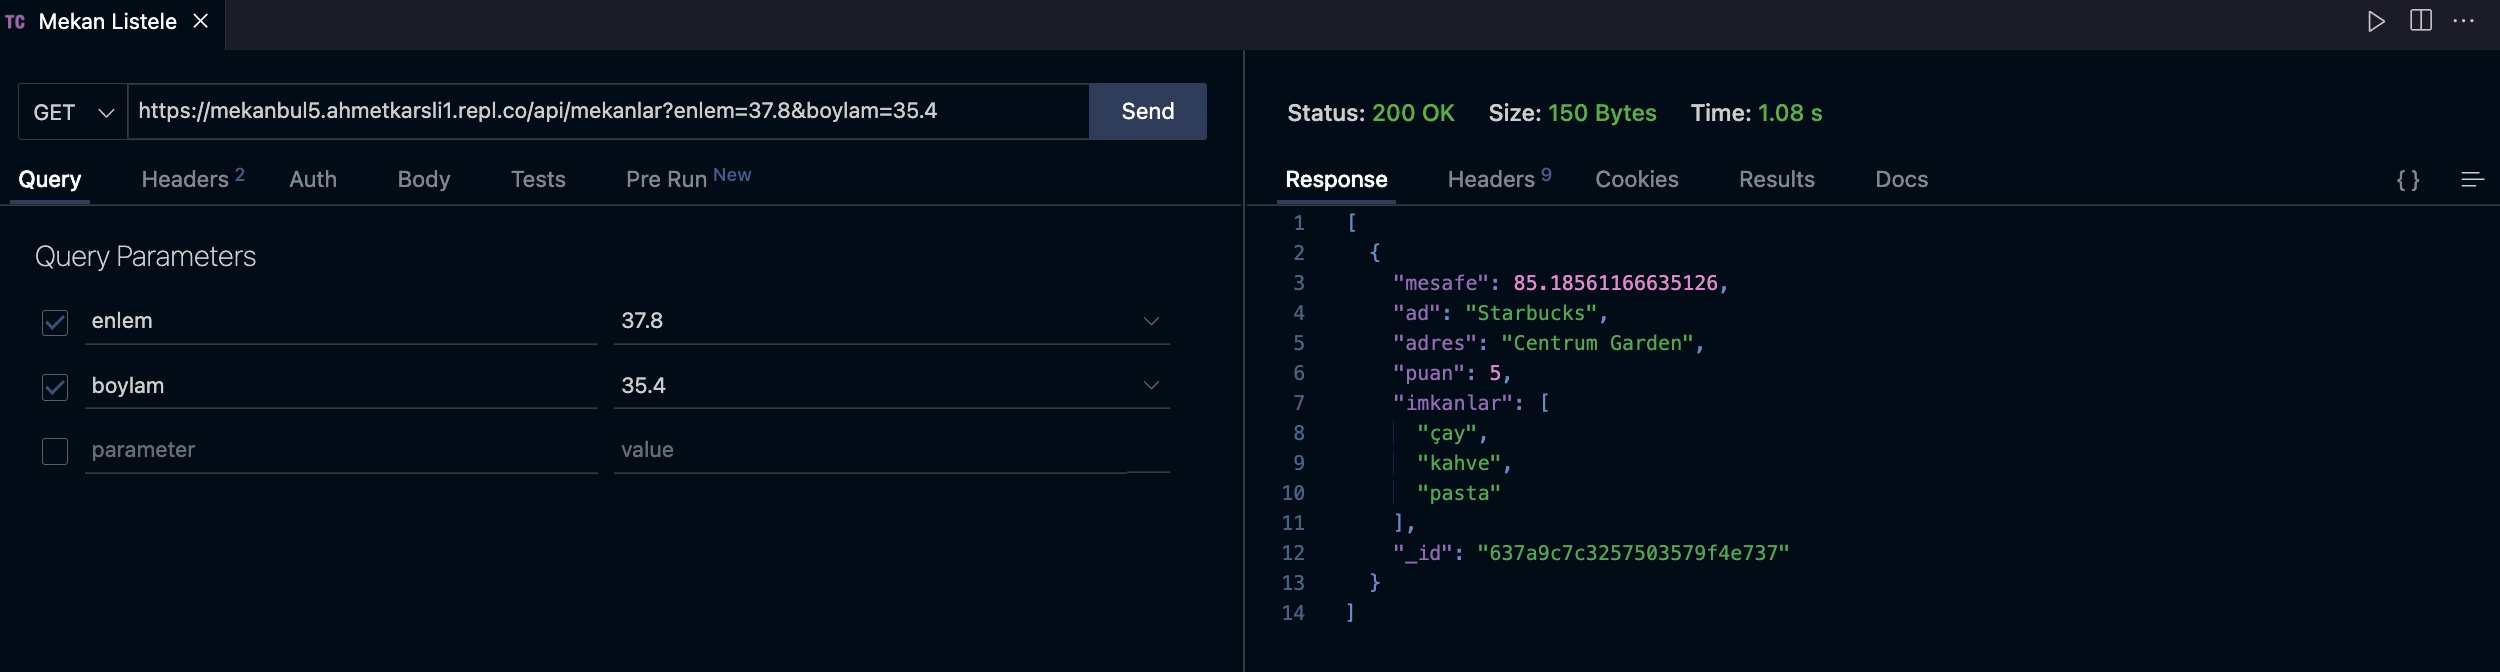 TC Mekan Listele
GET https://mekanbul5.ahmetkarsli1.repl.co/api/mekanlar?enlem=37.8&boylam=35.4 Send
Query Headers 2 Auth Body Tests Pre Run New
Query Parameters
enlem 37.8
boylam 35.4
parameter value
Status: 200 OK Size: 150 Bytes Time: 1.08 s
Response Headers 9 Cookies Results Docs { }
1 [
2 {
3 "mesafe": 85.18561166635126,
4 "ad": "Starbucks",
5 "adres": "Centrum Garden",
6 "puan": 5,
7 "imkanlar": [
8 "çay",
9 "kahve",
10 "pasta"
11 ],
12 "_id": "637a9c7c3257503579f4e737"
13 }
14 ]